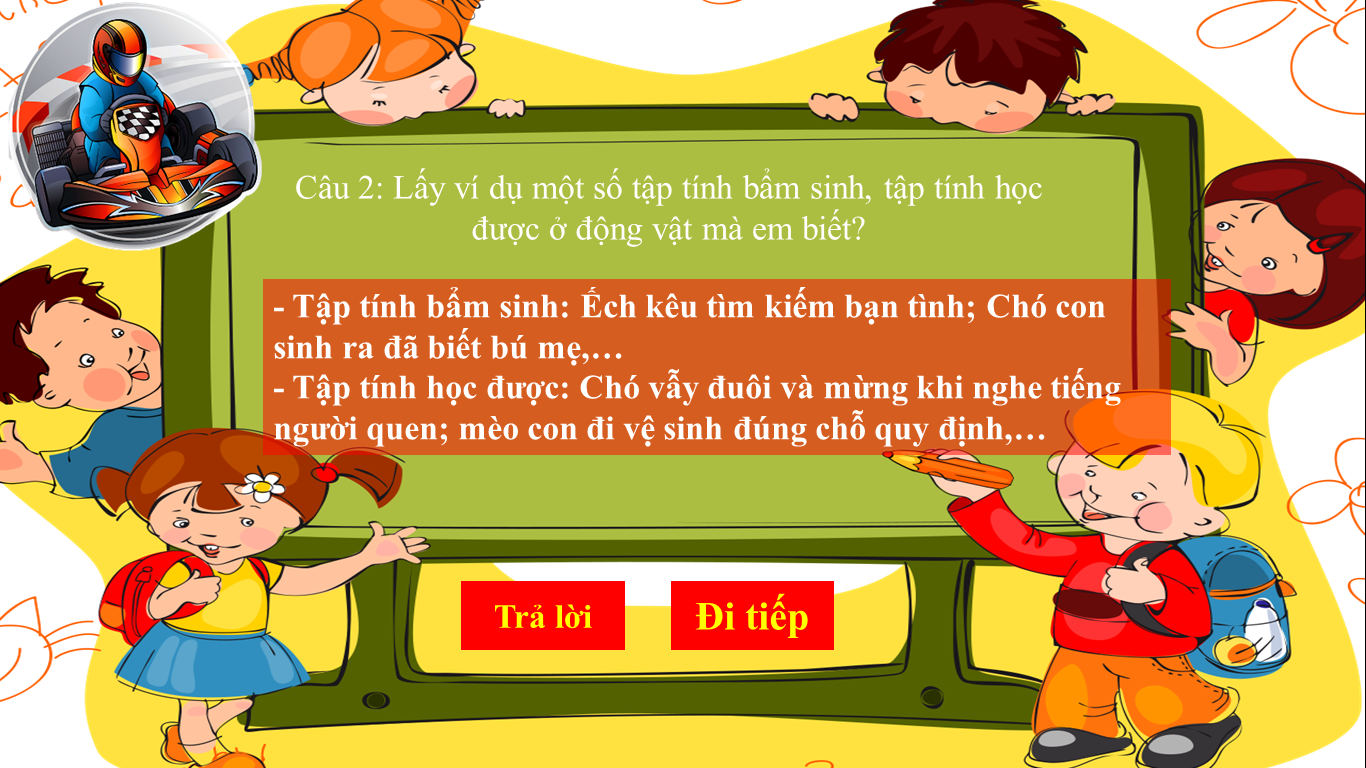 Câu 2: Lấy ví dụ một số tập tính bẩm sinh, tập tính học
được ở động vật mà em biết?
- Tập tính bẩm sinh: Ếch kêu tìm kiếm bạn tình; Chó con
sinh ra đã biết bú mẹ,…
- Tập tính học được: Chó vẫy đuôi và mừng khi nghe tiếng
người quen; mèo con đi vệ sinh đúng chỗ quy định,…
Trả lời
Đi tiếp